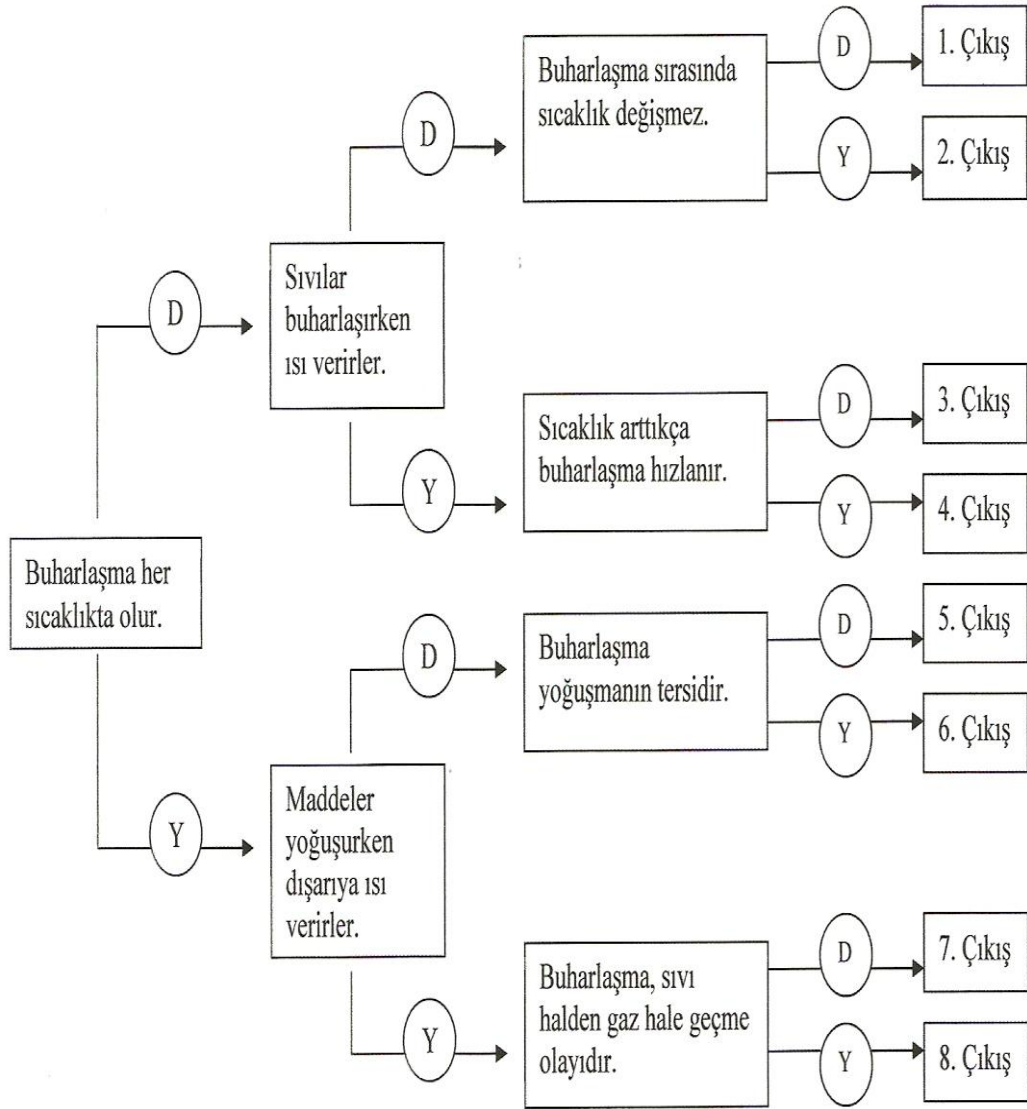 Buharlaşma her
sıcaklıkta olur.
D
Y
Sıvılar
buharlaşırken
ısı verirler.
D
Y
Maddeler
yoğuşurken
dışarıya ısı
verirler.
D
Y
Buharlaşma sırasında
sıcaklık değişmez.
D
1. Çıkış
Y
2. Çıkış
Sıcaklık arttıkça
buharlaşma hızlanır.
D
3. Çıkış
Y
4. Çıkış
Buharlaşma
yoğuşmanın tersidir.
D
5. Çıkış
Y
6. Çıkış
Buharlaşma, sıvı
halden gaz hale geçme
olayıdır.
D
7. Çıkış
Y
8. Çıkış